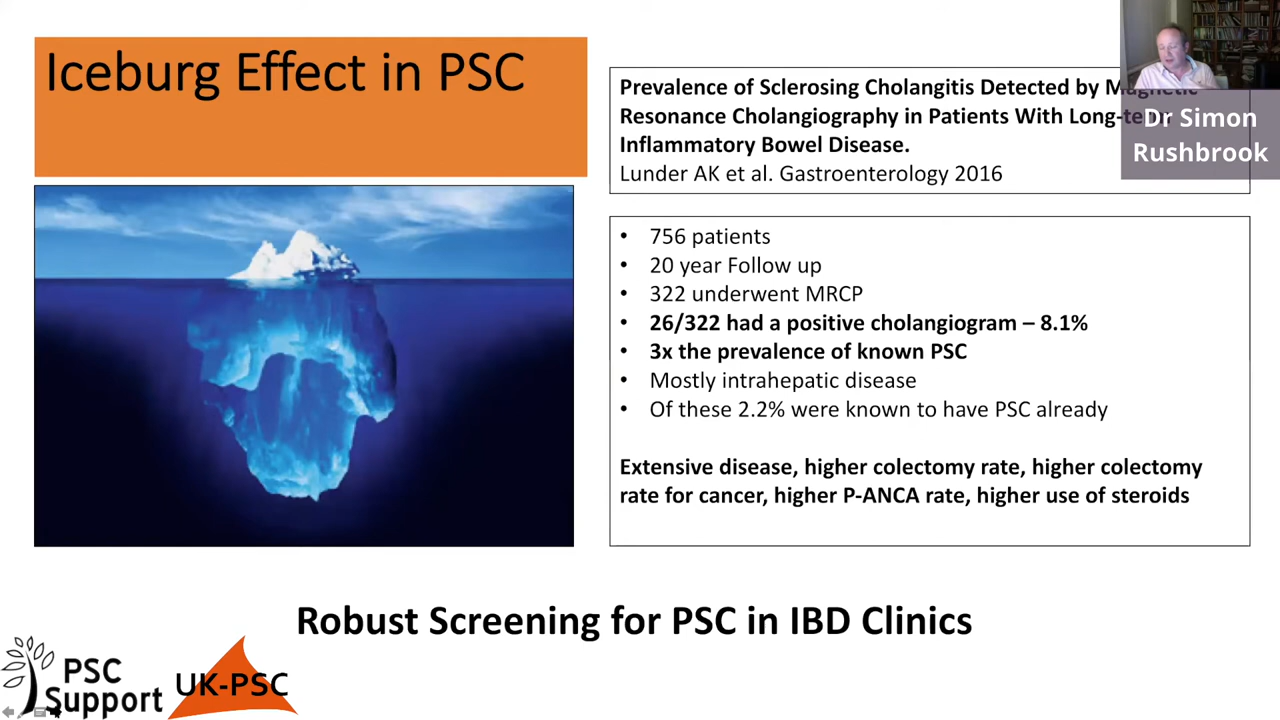 Iceburg Effect in PSC
Prevalence of Sclerosing Cholangitis Detected by Magnetic
Resonance Cholangiography in Patients With Long-term
Inflammatory Bowel Disease.
Lunder AK et al. Gastroenterology 2016
Dr Simon
Rushbrook
• 756 patients
• 20 year Follow up
• 322 underwent MRCP
• 26/322 had a positive cholangiogram – 8.1%
• 3x the prevalence of known PSC
• Mostly intrahepatic disease
• Of these 2.2% were known to have PSC already
Extensive disease, higher colectomy rate, higher colectomy
rate for cancer, higher P-ANCA rate, higher use of steroids
Robust Screening for PSC in IBD Clinics
PSC
Support
UK-PSC